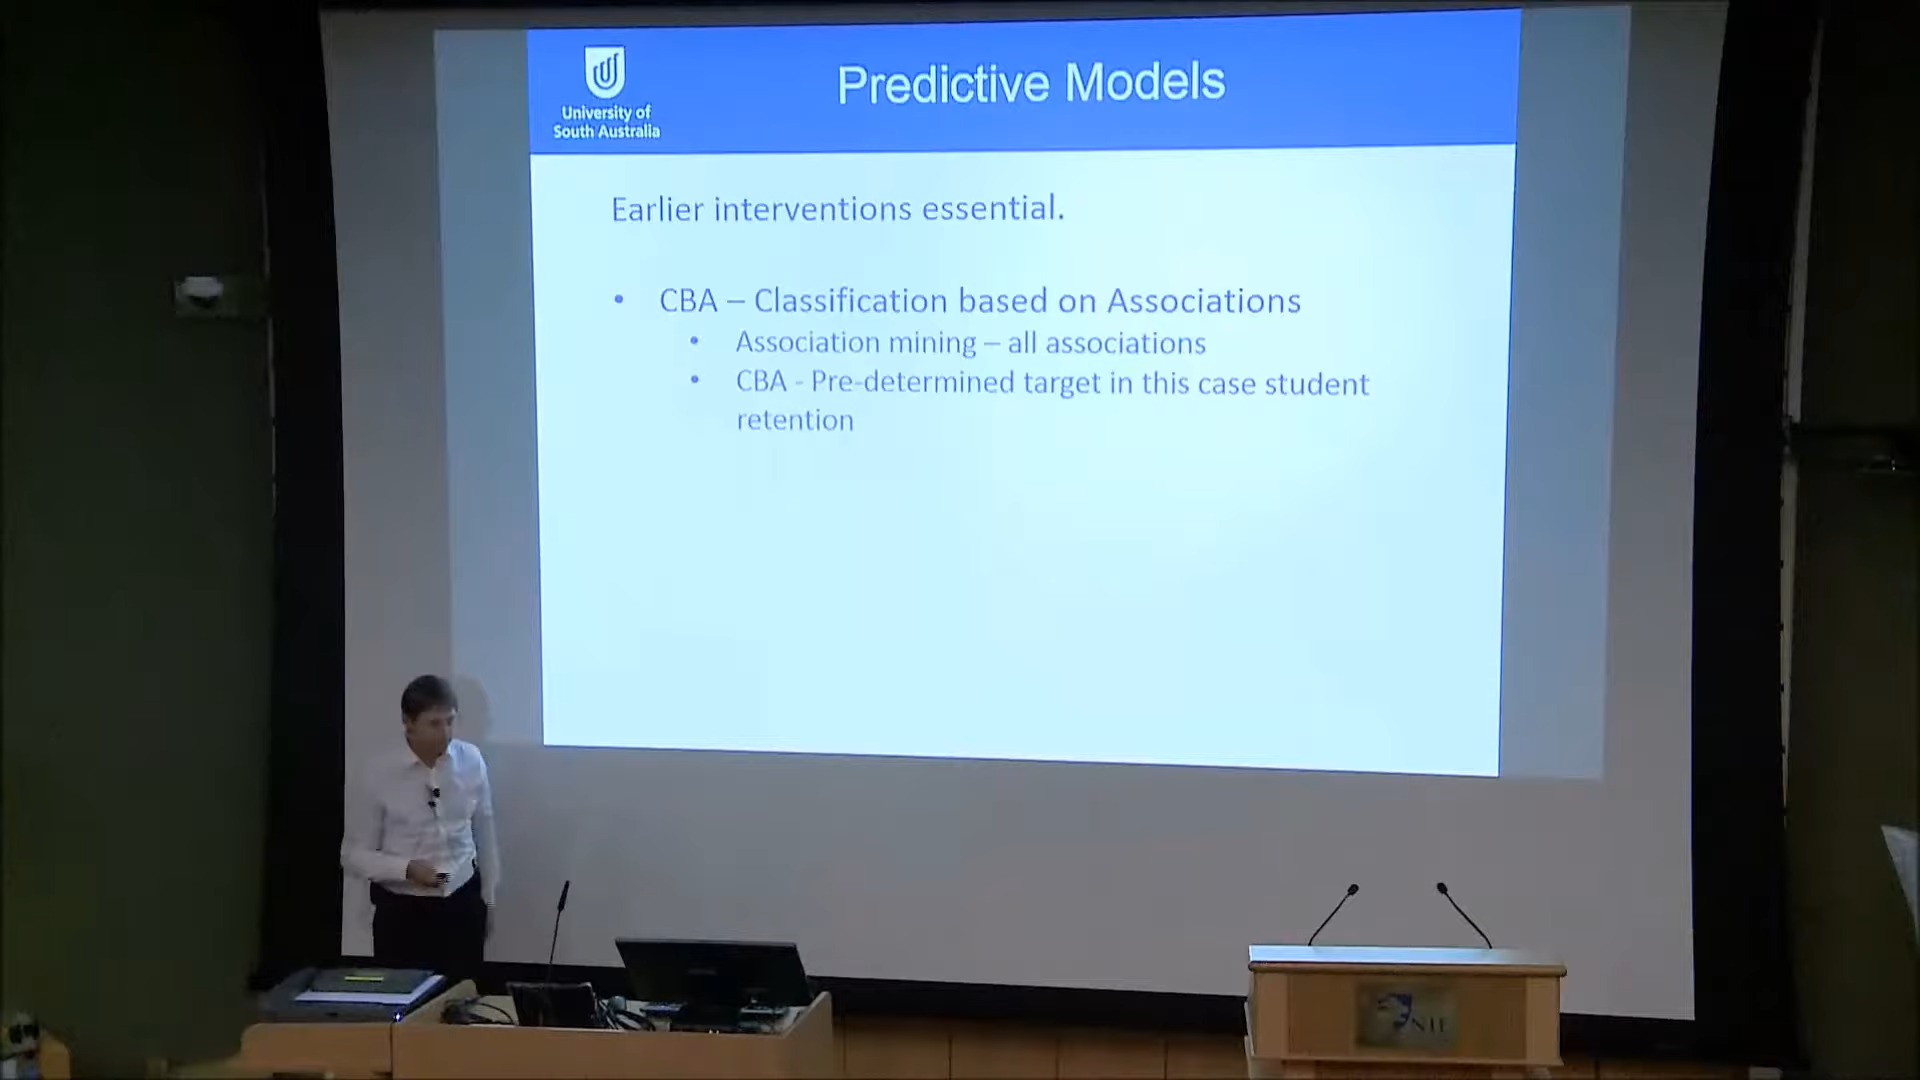 University of
South Australia
Predictive Models
Earlier interventions essential.
• CBA – Classification based on Associations
• Association mining – all associations
• CBA - Pre-determined target in this case student
retention
NIE